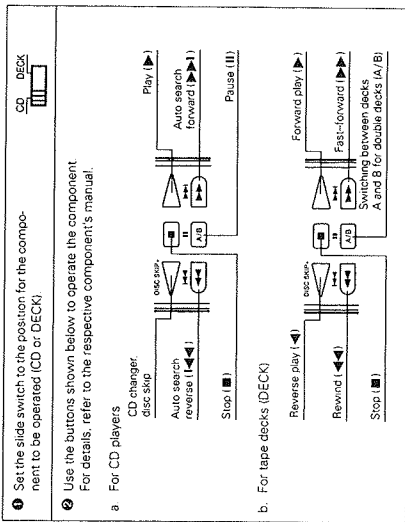 ❶ Set the slide switch to the position for the compo-
nent to be operated (CD or DECK).
CD DECK
❷ Use the buttons shown below to operate the component.
For details, refer to the respective component's manual.
a. For CD players
CD changer,
disc skip
Auto search
reverse (I◀◀)
Stop (■)
DISC SKIP+
I◀◀
◀◀
■
II
A/B
▶▶I
▶▶
Play (▶)
Auto search
forward (▶▶I)
Pause (II)
b. For tape decks (DECK)
Reverse play (◀)
Rewind (◀◀)
Stop (■)
DISC SKIP+
I◀◀
◀◀
■
II
A/B
▶▶I
▶▶
Forward play (▶)
Fast-forward (▶▶)
Switching between decks
A and B for double decks (A/B)